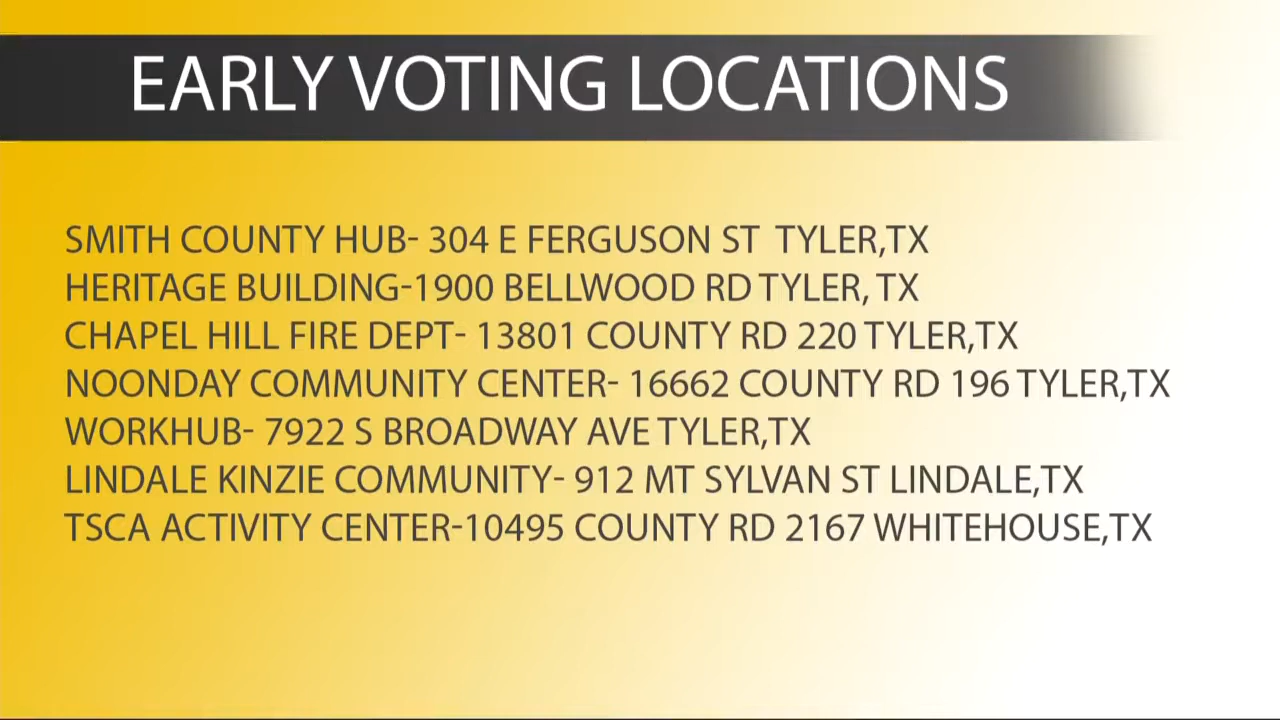 EARLY VOTING LOCATIONS
SMITH COUNTY HUB- 304 E FERGUSON ST  TYLER,TX
HERITAGE BUILDING-1900 BELLWOOD RD TYLER, TX
CHAPEL HILL FIRE DEPT- 13801 COUNTY RD 220 TYLER,TX
NOONDAY COMMUNITY CENTER- 16662 COUNTY RD 196 TYLER,TX
WORKHUB- 7922 S BROADWAY AVE TYLER,TX
LINDALE KINZIE COMMUNITY- 912 MT SYLVAN ST LINDALE,TX
TSCA ACTIVITY CENTER-10495 COUNTY RD 2167 WHITEHOUSE,TX